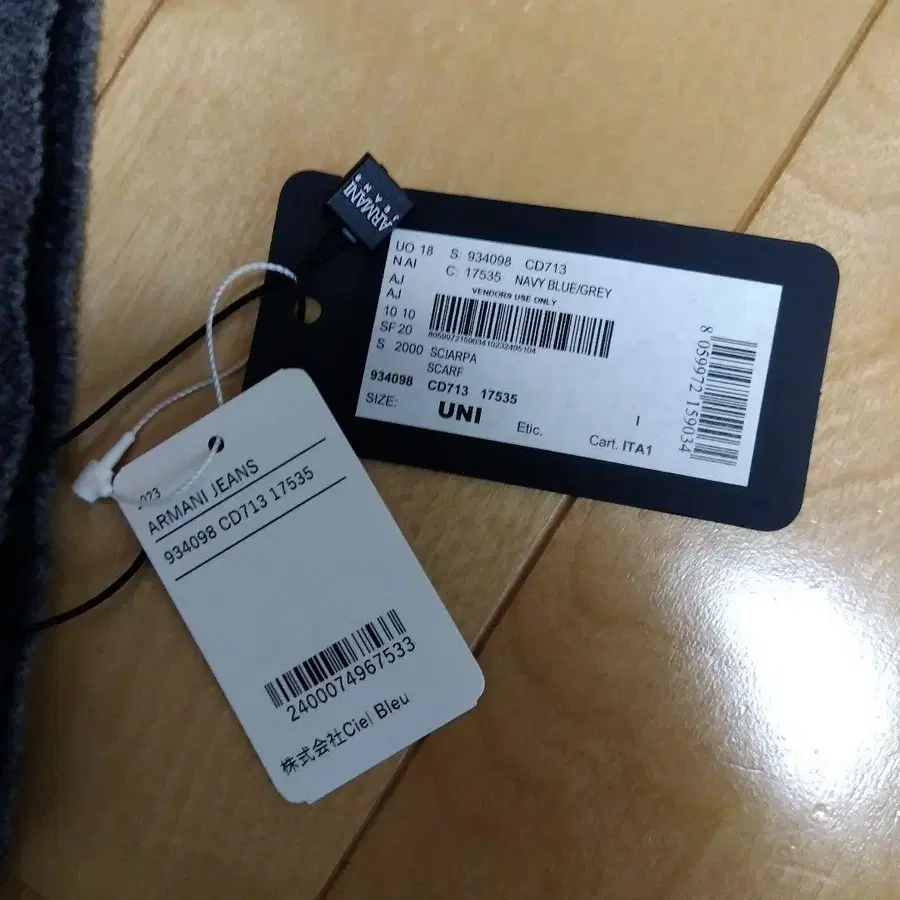 ARMANI
JEANS
UO 18 S: 934098 CD713
N AI C: 17535 NAVY BLUE/GREY
AJ VENDORS USE ONLY
AJ
10 10
SF 20 805997215903410232495104
S 2000 SCIARPA
SCARF
934098 CD713 17535
SIZE: UNI
Etic.
I
Cart. ITA1
8 059972 159034
ARMANI JEANS
934098 CD713 17535
2400074967533
株式会社Ciel Bleu